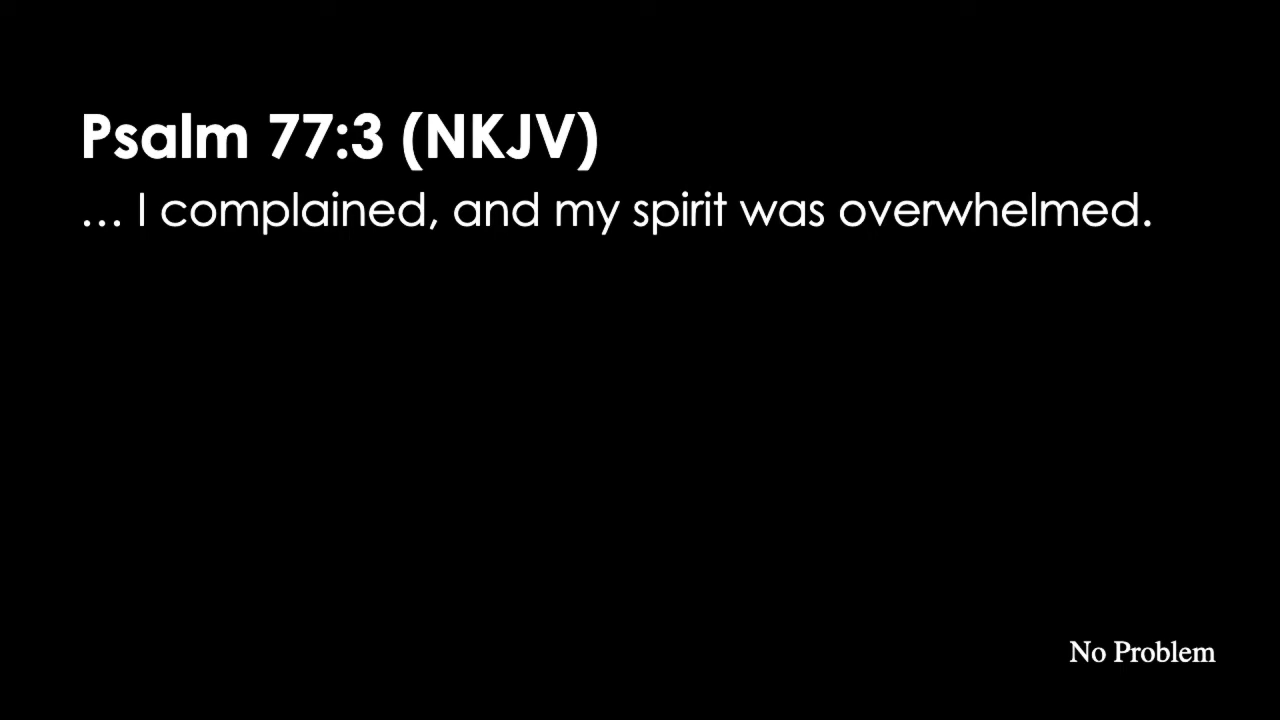 Psalm 77:3 (NKJV)
… I complained, and my spirit was overwhelmed.
No Problem